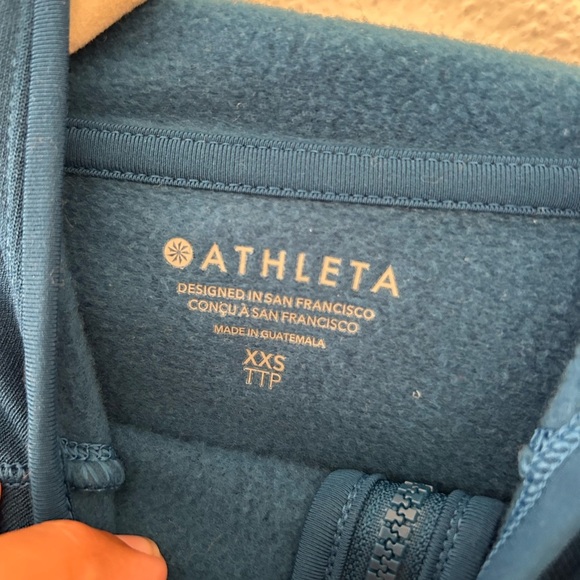 ATHLETA
DESIGNED IN SAN FRANCISCO
CONÇU À SAN FRANCISCO
MADE IN GUATEMALA
XXS
TTP